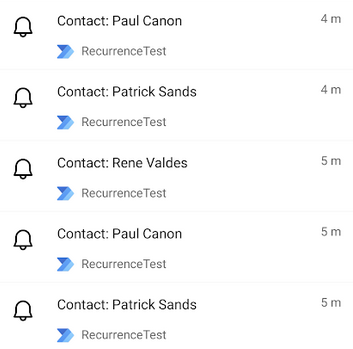 Contact: Paul Canon 4 m
RecurrenceTest
Contact: Patrick Sands 4 m
RecurrenceTest
Contact: Rene Valdes 5 m
RecurrenceTest
Contact: Paul Canon 5 m
RecurrenceTest
Contact: Patrick Sands 5 m
RecurrenceTest